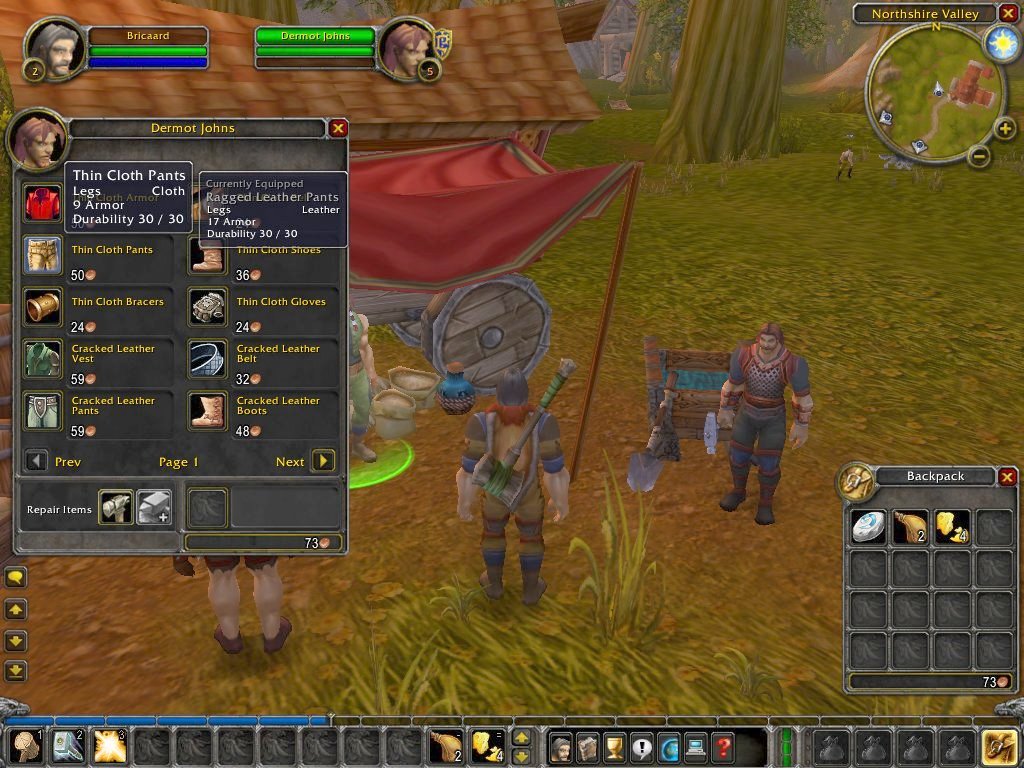 Bricaard
2
Dermot Johns
5
Northshire Valley
N
Dermot Johns
Thin Cloth Pants
Legs Cloth
9 Armor
Durability 30 / 30
Currently Equipped
Ragged Leather Pants
Legs Leather
17 Armor
Durability 30 / 30
Thin Cloth Armor
Thin Cloth Pants
50
Thin Cloth Shoes
36
Thin Cloth Bracers
24
Thin Cloth Gloves
24
Cracked Leather
Vest
59
Cracked Leather
Belt
32
Cracked Leather
Pants
59
Cracked Leather
Boots
48
Prev Page 1 Next
Repair Items
73
Backpack
2
4
73
1
2
3
2
4